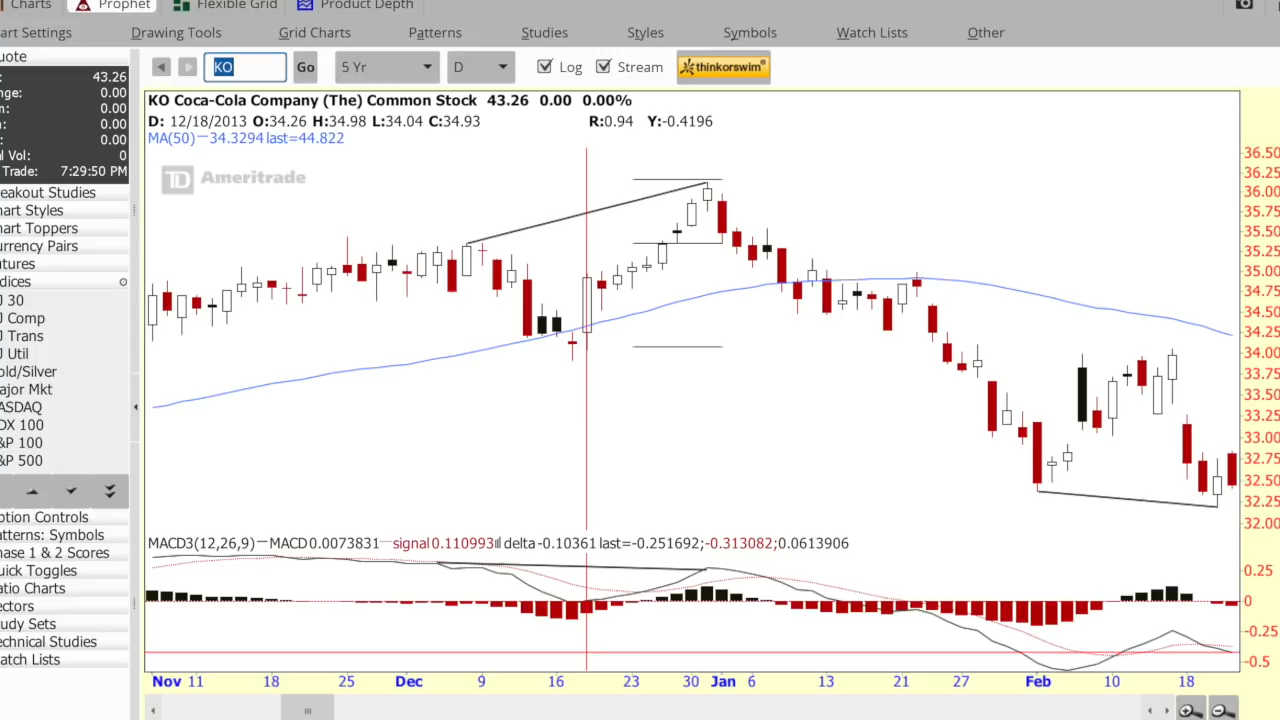 Charts Prophet Flexible Grid Product Depth
art Settings Drawing Tools Grid Charts Patterns Studies Styles Symbols Watch Lists Other
uote
43.26
nge: 0.00
m: 0.00
0.00
: 0.00
al Vol: 0
Trade: 7:29:50 PM
reakout Studies
hart Styles
art Toppers
urrency Pairs
utures
dices
J 30
J Comp
J Trans
J Util
old/Silver
ajor Mkt
ASDAQ
DX 100
&P 100
&P 500
ption Controls
atterns: Symbols
hase 1 & 2 Scores
uick Toggles
atio Charts
ectors
udy Sets
echnical Studies
atch Lists
KO Go 5 Yr D Log Stream thinkorswim®
KO Coca-Cola Company (The) Common Stock 43.26 0.00 0.00%
D: 12/18/2013 O:34.26 H:34.98 L:34.04 C:34.93 R:0.94 Y:-0.4196
MA(50) 34.3294 last=44.822
TD Ameritrade
36.50
36.25
36.00
35.75
35.50
35.25
35.00
34.75
34.50
34.25
34.00
33.75
33.50
33.25
33.00
32.75
32.50
32.25
32.00
MACD3(12,26,9) MACD 0.0073831 signal 0.110993 delta -0.10361 last=-0.251692;-0.313082;0.0613906
0.25
0
-0.25
-0.5
Nov 11 18 25 Dec 9 16 23 30 Jan 6 13 21 27 Feb 10 18